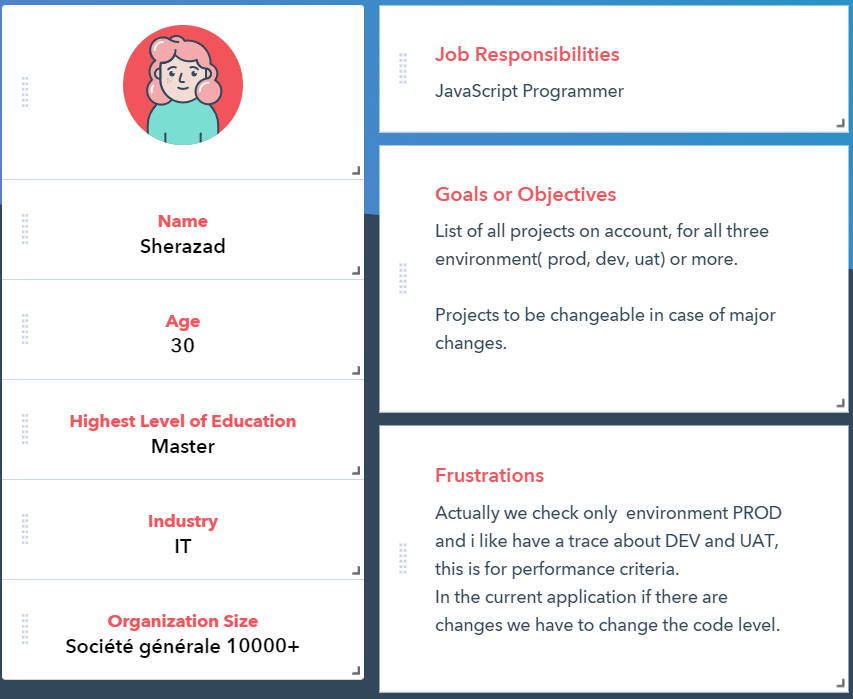 Name
Sherazad
Age
30
Highest Level of Education
Master
Industry
IT
Organization Size
Société générale 10000+
Job Responsibilities
JavaScript Programmer
Goals or Objectives
List of all projects on account, for all three
environment( prod, dev, uat) or more.
Projects to be changeable in case of major
changes.
Frustrations
Actually we check only  environment PROD
and i like have a trace about DEV and UAT,
this is for performance criteria.
In the current application if there are
changes we have to change the code level.